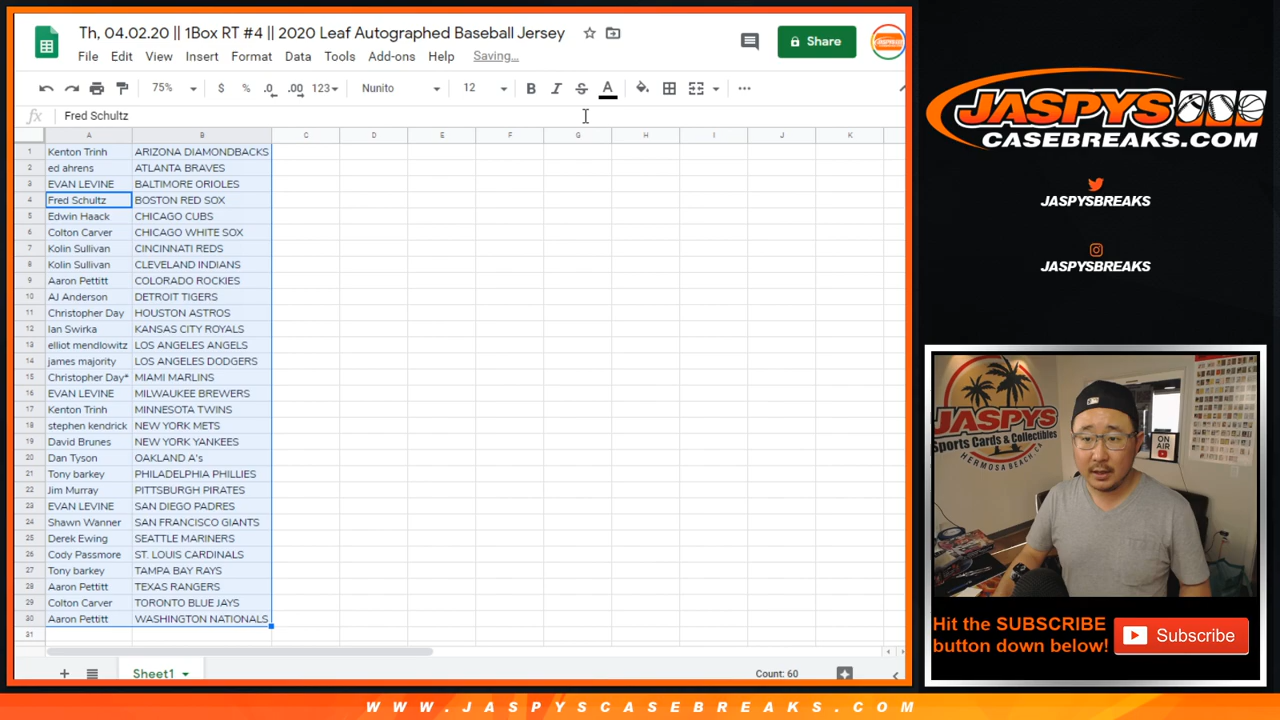 Th, 04.02.20 || 1Box RT #4 || 2020 Leaf Autographed Baseball Jersey
File Edit View Insert Format Data Tools Add-ons Help Saving...
Share
75% $ % .0 .00 123 Nunito 12 B I S A
fx Fred Schultz
A B C D E F G H I J K
1 Kenton Trinh ARIZONA DIAMONDBACKS
2 ed ahrens ATLANTA BRAVES
3 EVAN LEVINE BALTIMORE ORIOLES
4 Fred Schultz BOSTON RED SOX
5 Edwin Haack CHICAGO CUBS
6 Colton Carver CHICAGO WHITE SOX
7 Kolin Sullivan CINCINNATI REDS
8 Kolin Sullivan CLEVELAND INDIANS
9 Aaron Pettitt COLORADO ROCKIES
10 AJ Anderson DETROIT TIGERS
11 Christopher Day HOUSTON ASTROS
12 Ian Swirka KANSAS CITY ROYALS
13 elliot mendlowitz LOS ANGELES ANGELS
14 james majority LOS ANGELES DODGERS
15 Christopher Day* MIAMI MARLINS
16 EVAN LEVINE MILWAUKEE BREWERS
17 Kenton Trinh MINNESOTA TWINS
18 stephen kendrick NEW YORK METS
19 David Brunes NEW YORK YANKEES
20 Dan Tyson OAKLAND A's
21 Tony barkey PHILADELPHIA PHILLIES
22 Jim Murray PITTSBURGH PIRATES
23 EVAN LEVINE SAN DIEGO PADRES
24 Shawn Wanner SAN FRANCISCO GIANTS
25 Derek Ewing SEATTLE MARINERS
26 Cody Passmore ST. LOUIS CARDINALS
27 Tony barkey TAMPA BAY RAYS
28 Aaron Pettitt TEXAS RANGERS
29 Colton Carver TORONTO BLUE JAYS
30 Aaron Pettitt WASHINGTON NATIONALS
31
Sheet1
Count: 60
JASPYS
CASEBREAKS.COM
JASPYSBREAKS
JASPYSBREAKS
JASPYS
Sports Cards & Collectibles
HERMOSA BEACH, CA
ON AIR
Hit the SUBSCRIBE
button down below!
Subscribe
WWW.JASPYSCASEBREAKS.COM